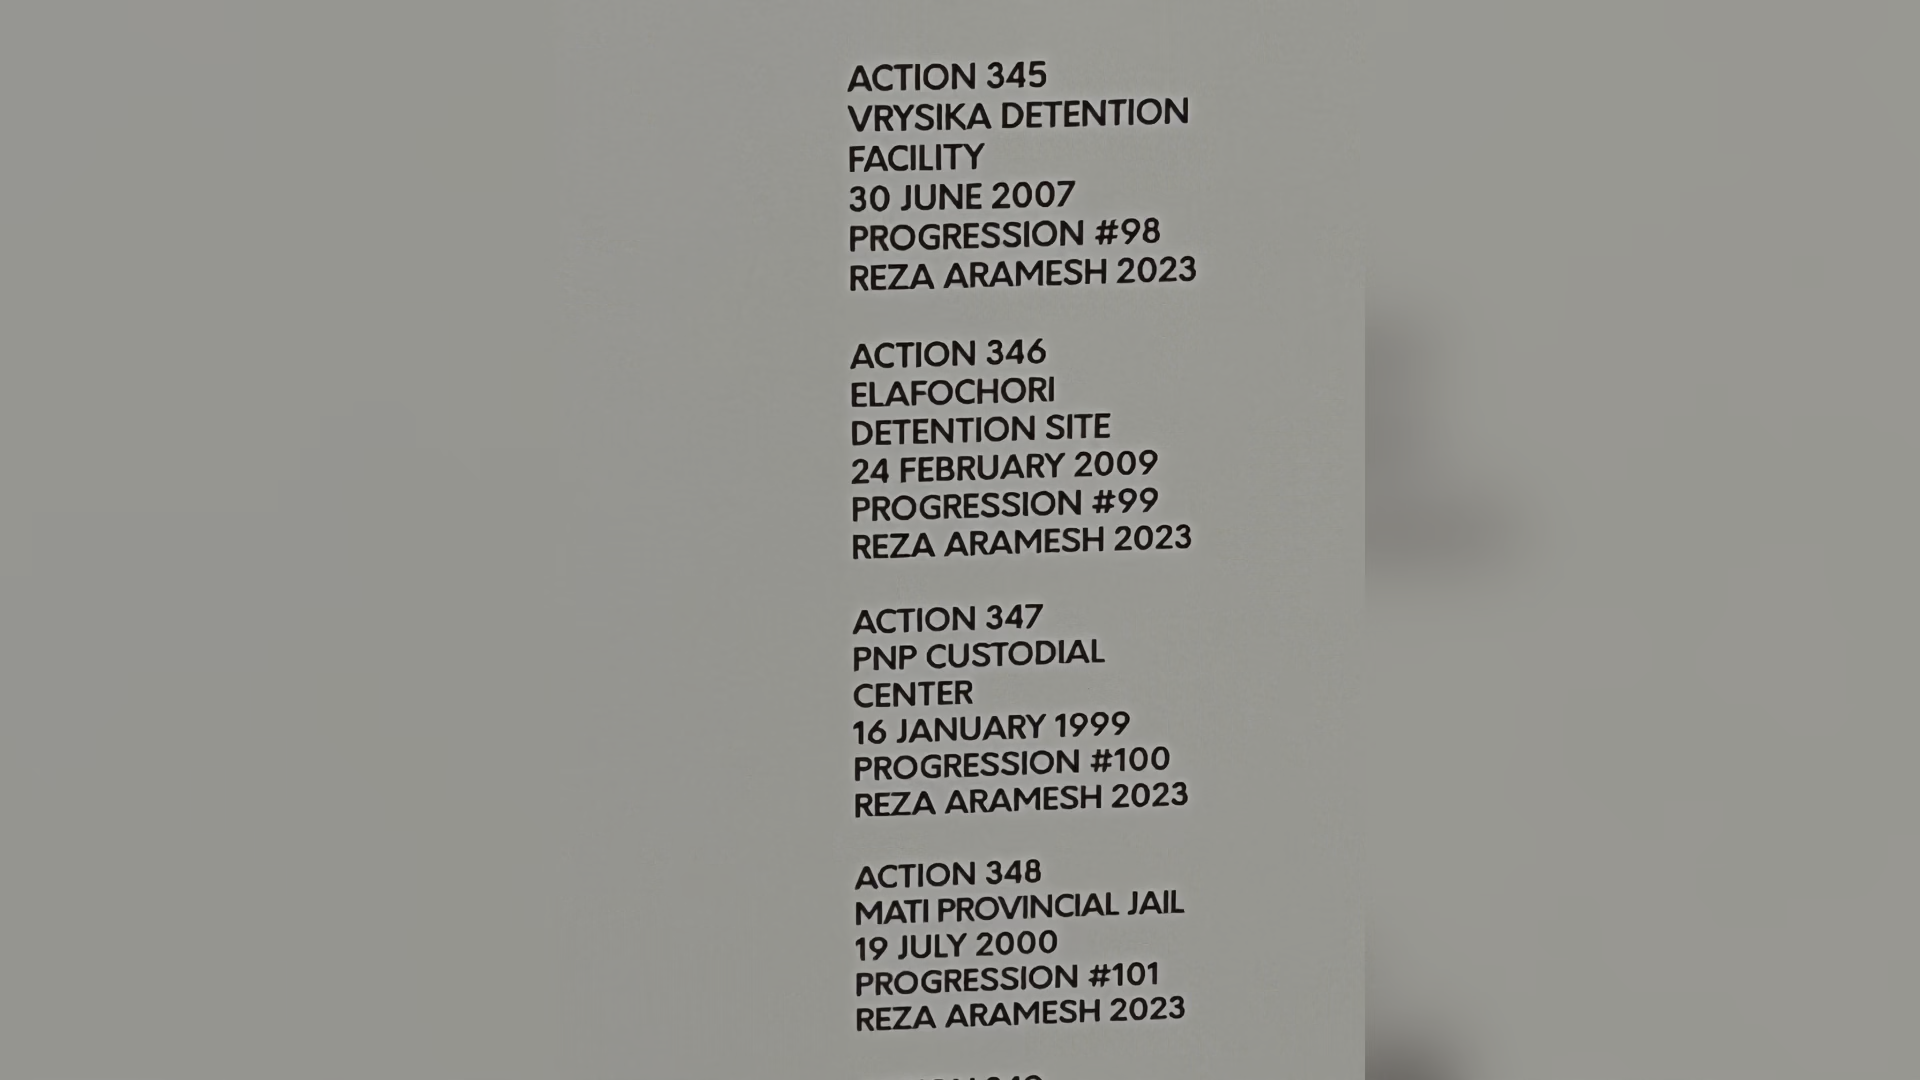 ACTION 345
VRYSIKA DETENTION
FACILITY
30 JUNE 2007
PROGRESSION #98
REZA ARAMESH 2023
ACTION 346
ELAFOCHORI
DETENTION SITE
24 FEBRUARY 2009
PROGRESSION #99
REZA ARAMESH 2023
ACTION 347
PNP CUSTODIAL
CENTER
16 JANUARY 1999
PROGRESSION #100
REZA ARAMESH 2023
ACTION 348
MATI PROVINCIAL JAIL
19 JULY 2000
PROGRESSION #101
REZA ARAMESH 2023